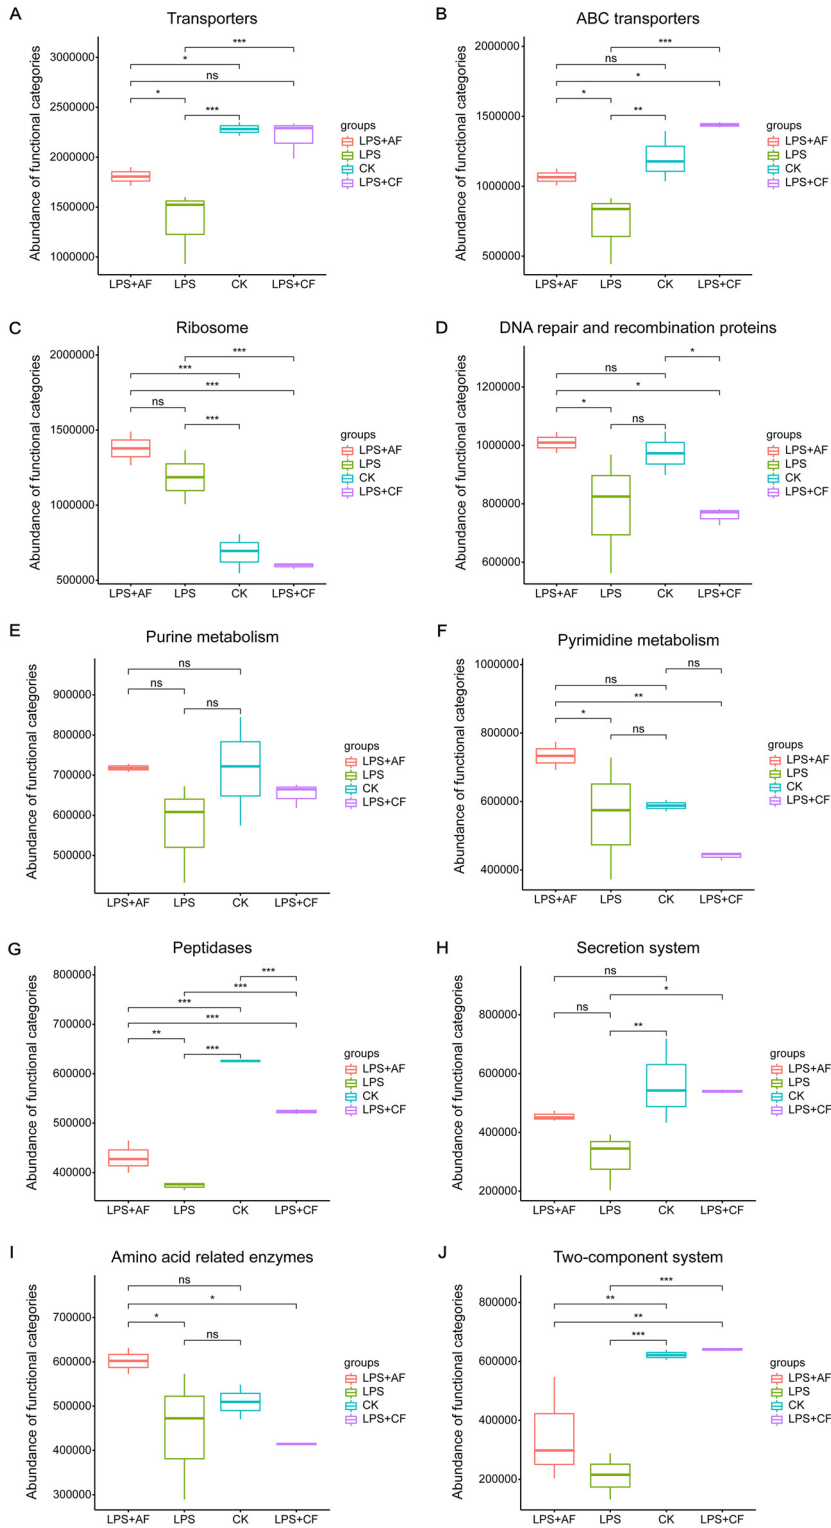 A
Transporters
Abundance of functional categories
3000000
2500000
2000000
1500000
1000000
***
*
ns
*
***
LPS+AF
LPS
CK
LPS+CF
groups
LPS+AF
LPS
CK
LPS+CF
B
ABC transporters
Abundance of functional categories
2000000
1500000
1000000
500000
***
ns
*
*
**
LPS+AF
LPS
CK
LPS+CF
groups
LPS+AF
LPS
CK
LPS+CF
C
Ribosome
Abundance of functional categories
2000000
1500000
1000000
500000
***
***
***
ns
***
LPS+AF
LPS
CK
LPS+CF
groups
LPS+AF
LPS
CK
LPS+CF
D
DNA repair and recombination proteins
Abundance of functional categories
1200000
1000000
800000
600000
*
ns
*
*
ns
LPS+AF
LPS
CK
LPS+CF
groups
LPS+AF
LPS
CK
LPS+CF
E
Purine metabolism
Abundance of functional categories
900000
800000
700000
600000
500000
ns
ns
ns
LPS+AF
LPS
CK
LPS+CF
groups
LPS+AF
LPS
CK
LPS+CF
F
Pyrimidine metabolism
Abundance of functional categories
1000000
800000
600000
400000
ns
ns
**
*
ns
LPS+AF
LPS
CK
LPS+CF
groups
LPS+AF
LPS
CK
LPS+CF
G
Peptidases
Abundance of functional categories
800000
700000
600000
500000
400000
***
***
***
***
**
***
LPS+AF
LPS
CK
LPS+CF
groups
LPS+AF
LPS
CK
LPS+CF
H
Secretion system
Abundance of functional categories
800000
600000
400000
200000
ns
*
ns
**
LPS+AF
LPS
CK
LPS+CF
groups
LPS+AF
LPS
CK
LPS+CF
I
Amino acid related enzymes
Abundance of functional categories
700000
600000
500000
400000
300000
ns
*
*
ns
LPS+AF
LPS
CK
LPS+CF
groups
LPS+AF
LPS
CK
LPS+CF
J
Two-component system
Abundance of functional categories
800000
600000
400000
200000
***
**
**
***
LPS+AF
LPS
CK
LPS+CF
groups
LPS+AF
LPS
CK
LPS+CF